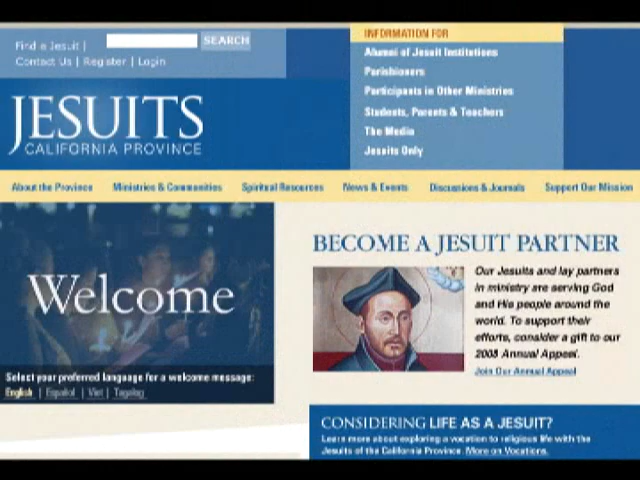 Find a Jesuit |
SEARCH
Contact Us | Register | Login
INFORMATION FOR
Alumni of Jesuit Institutions
Parishioners
Participants in Other Ministries
Students, Parents & Teachers
The Media
Jesuits Only
JESUITS
CALIFORNIA PROVINCE
About the Province Ministries & Communities Spiritual Resources News & Events Discussions & Journals Support Our Mission
Welcome
Select your preferred language for a welcome message:
English | Español | Viet | Tagalog
BECOME A JESUIT PARTNER
Our Jesuits and lay partners
in ministry are serving God
and His people around the
world. To support their
efforts, consider a gift to our
2008 Annual Appeal.
Join Our Annual Appeal
CONSIDERING LIFE AS A JESUIT?
Learn more about exploring a vocation to religious life with the
Jesuits of the California Province. More on Vocations.